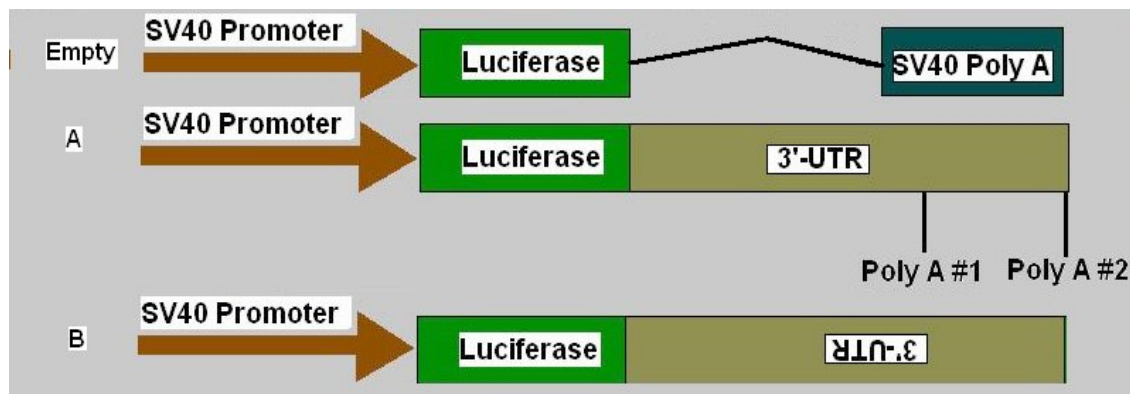 SV40 Promoter
Empty
Luciferase
SV40 Poly A
SV40 Promoter
A
Luciferase
3'-UTR
Poly A #1
Poly A #2
SV40 Promoter
B
Luciferase
3'-UTR